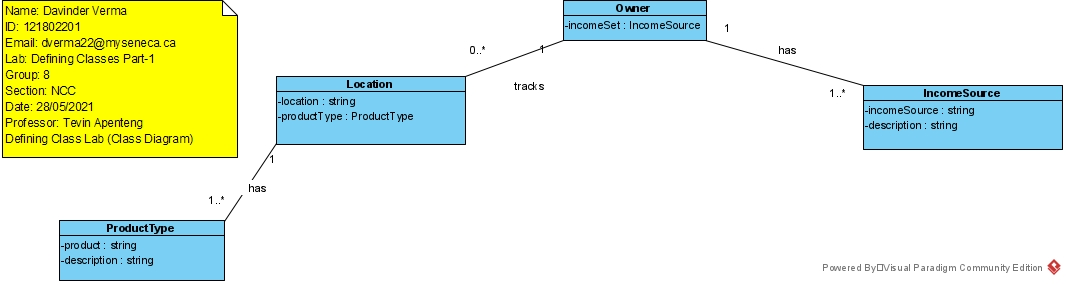 Name: Davinder Verma
ID: 121802201
Email: dverma22@myseneca.ca
Lab: Defining Classes Part-1
Group: 8
Section: NCC
Date: 28/05/2021
Professor: Tevin Apenteng
Defining Class Lab (Class Diagram)
Owner
-incomeSet : IncomeSource
1
has
1..*
0..*
1
tracks
Location
-location : string
-productType : ProductType
IncomeSource
-incomeSource : string
-description : string
1
has
1..*
ProductType
-product : string
-description : string
Powered By Visual Paradigm Community Edition